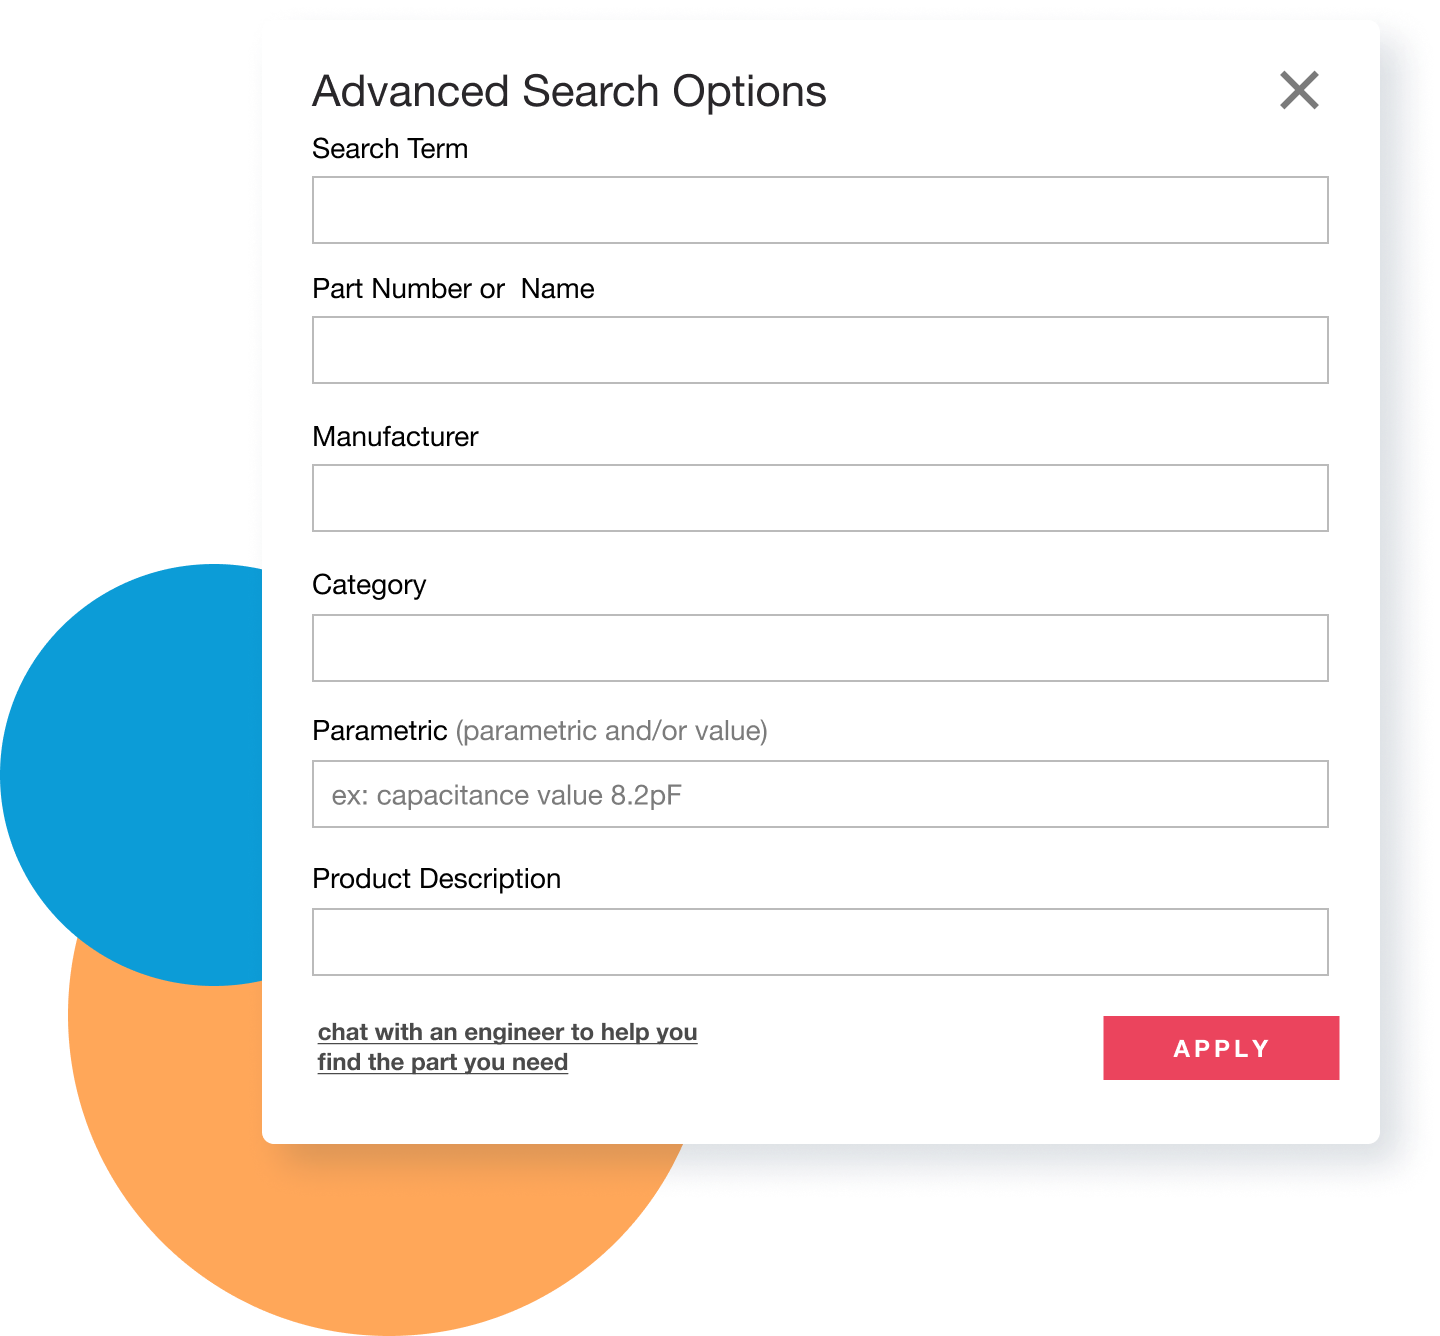 Advanced Search Options
Search Term
Part Number or  Name
Manufacturer
Category
Parametric (parametric and/or value)
ex: capacitance value 8.2pF
Product Description
chat with an engineer to help you
find the part you need
APPLY